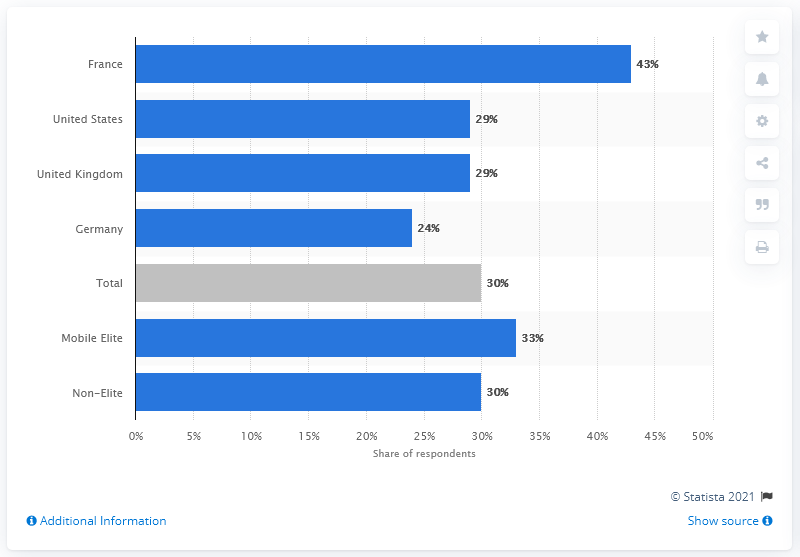 France 43%
United States 29%
United Kingdom 29%
Germany 24%
Total 30%
Mobile Elite 33%
Non-Elite 30%
0% 5% 10% 15% 20% 25% 30% 35% 40% 45% 50%
Share of respondents
© Statista 2021
Additional Information Show source